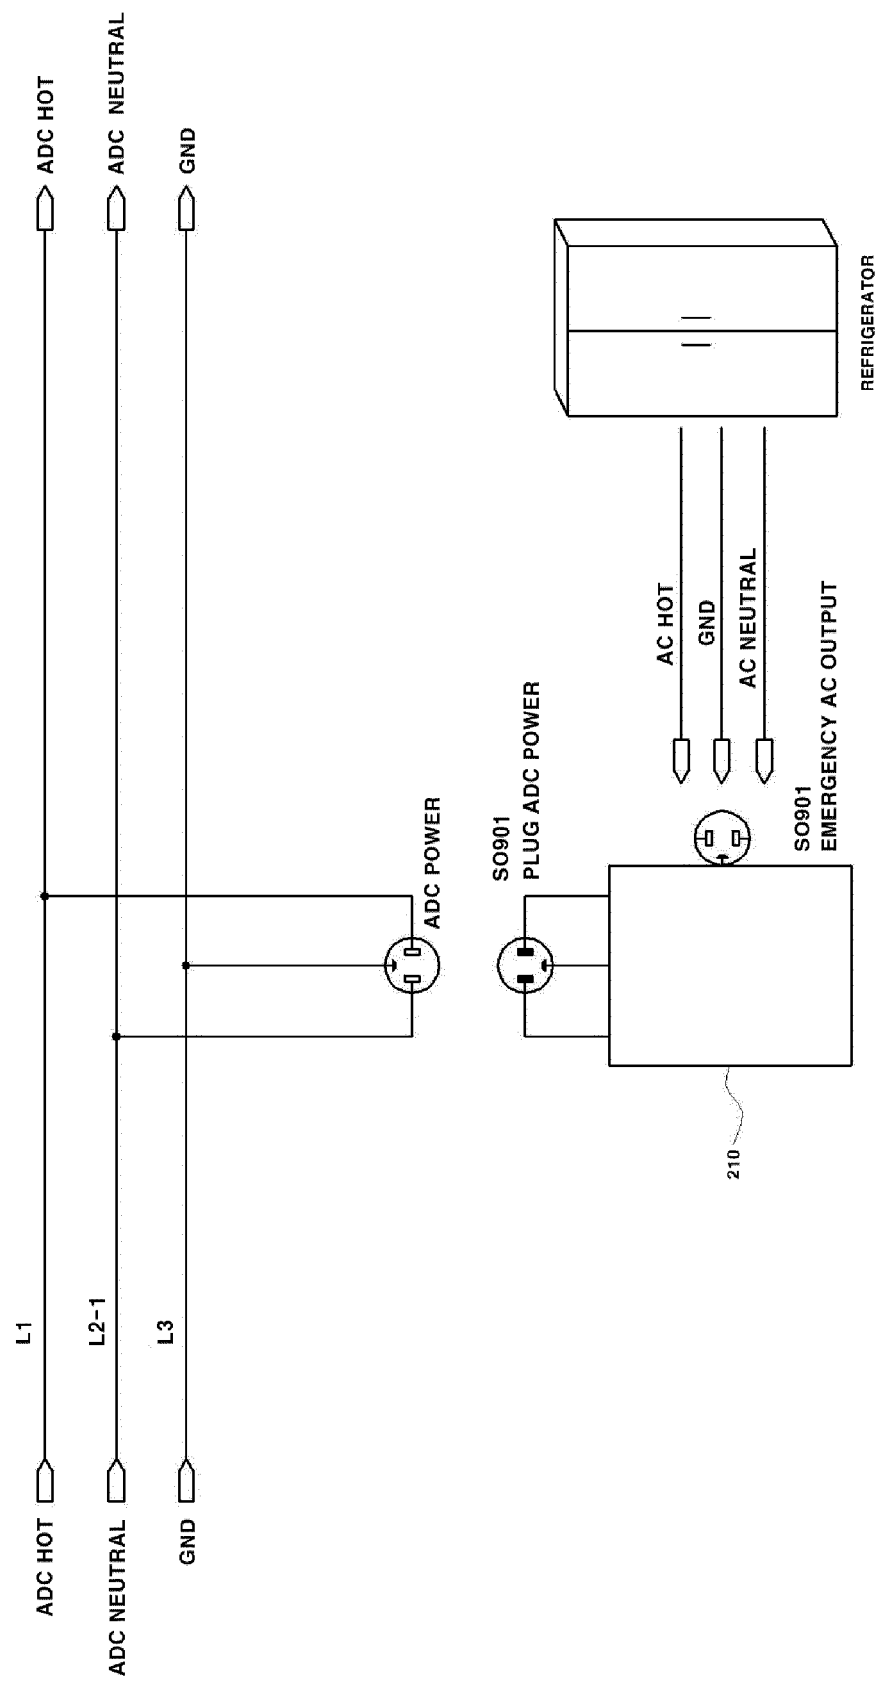 ADC HOT
L1
ADC HOT
ADC NEUTRAL
L2-1
ADC NEUTRAL
GND
L3
GND
ADC POWER
SO901
PLUG ADC POWER
210
SO901
EMERGENCY AC OUTPUT
AC HOT
GND
AC NEUTRAL
REFRIGERATOR